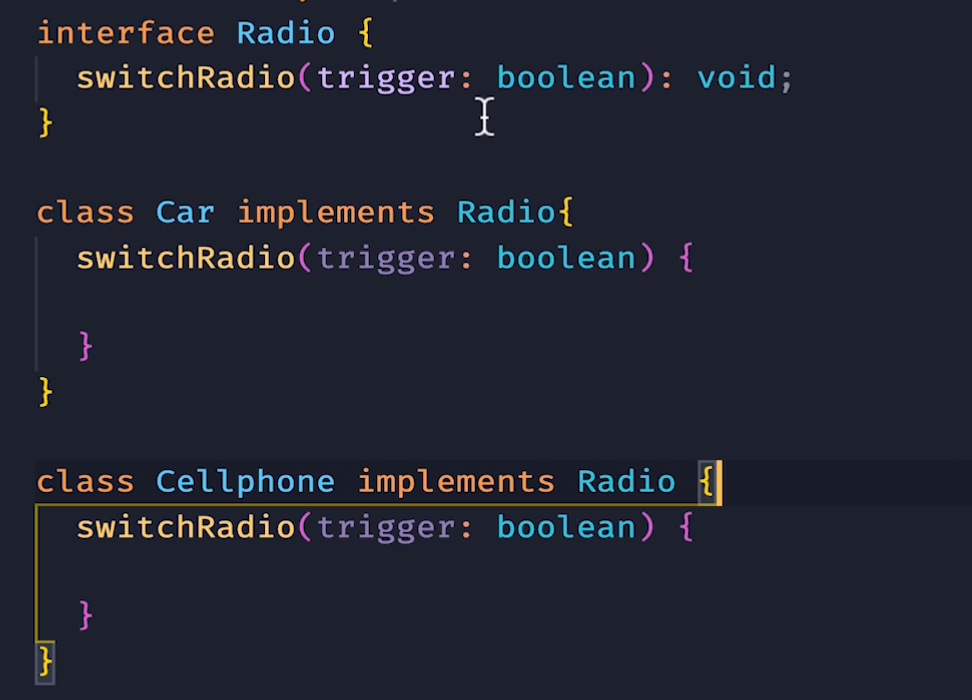 interface Radio {
  switchRadio(trigger: boolean): void;
}
class Car implements Radio{
  switchRadio(trigger: boolean) {
  }
}
class Cellphone implements Radio {
  switchRadio(trigger: boolean) {
  }
}